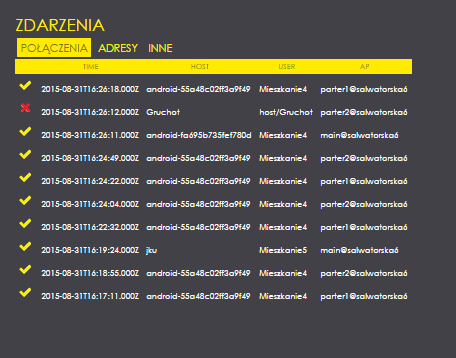 ZDARZENIA
POŁĄCZENIA ADRESY INNE
TIME HOST USER AP
2015-08-31T16:26:18.000Z android-55a48c02ff3a9f49 Mieszkanie4 parter1@salwatorska6
2015-08-31T16:26:12.000Z Gruchot host/Gruchot parter2@salwatorska6
2015-08-31T16:26:11.000Z android-fa695b735fef780d Mieszkanie4 main@salwatorska6
2015-08-31T16:24:49.000Z android-55a48c02ff3a9f49 Mieszkanie4 parter2@salwatorska6
2015-08-31T16:24:22.000Z android-55a48c02ff3a9f49 Mieszkanie4 parter1@salwatorska6
2015-08-31T16:24:04.000Z android-55a48c02ff3a9f49 Mieszkanie4 parter2@salwatorska6
2015-08-31T16:22:32.000Z android-55a48c02ff3a9f49 Mieszkanie4 parter1@salwatorska6
2015-08-31T16:19:24.000Z jku Mieszkanie5 main@salwatorska6
2015-08-31T16:18:55.000Z android-55a48c02ff3a9f49 Mieszkanie4 parter2@salwatorska6
2015-08-31T16:17:11.000Z android-55a48c02ff3a9f49 Mieszkanie4 parter1@salwatorska6